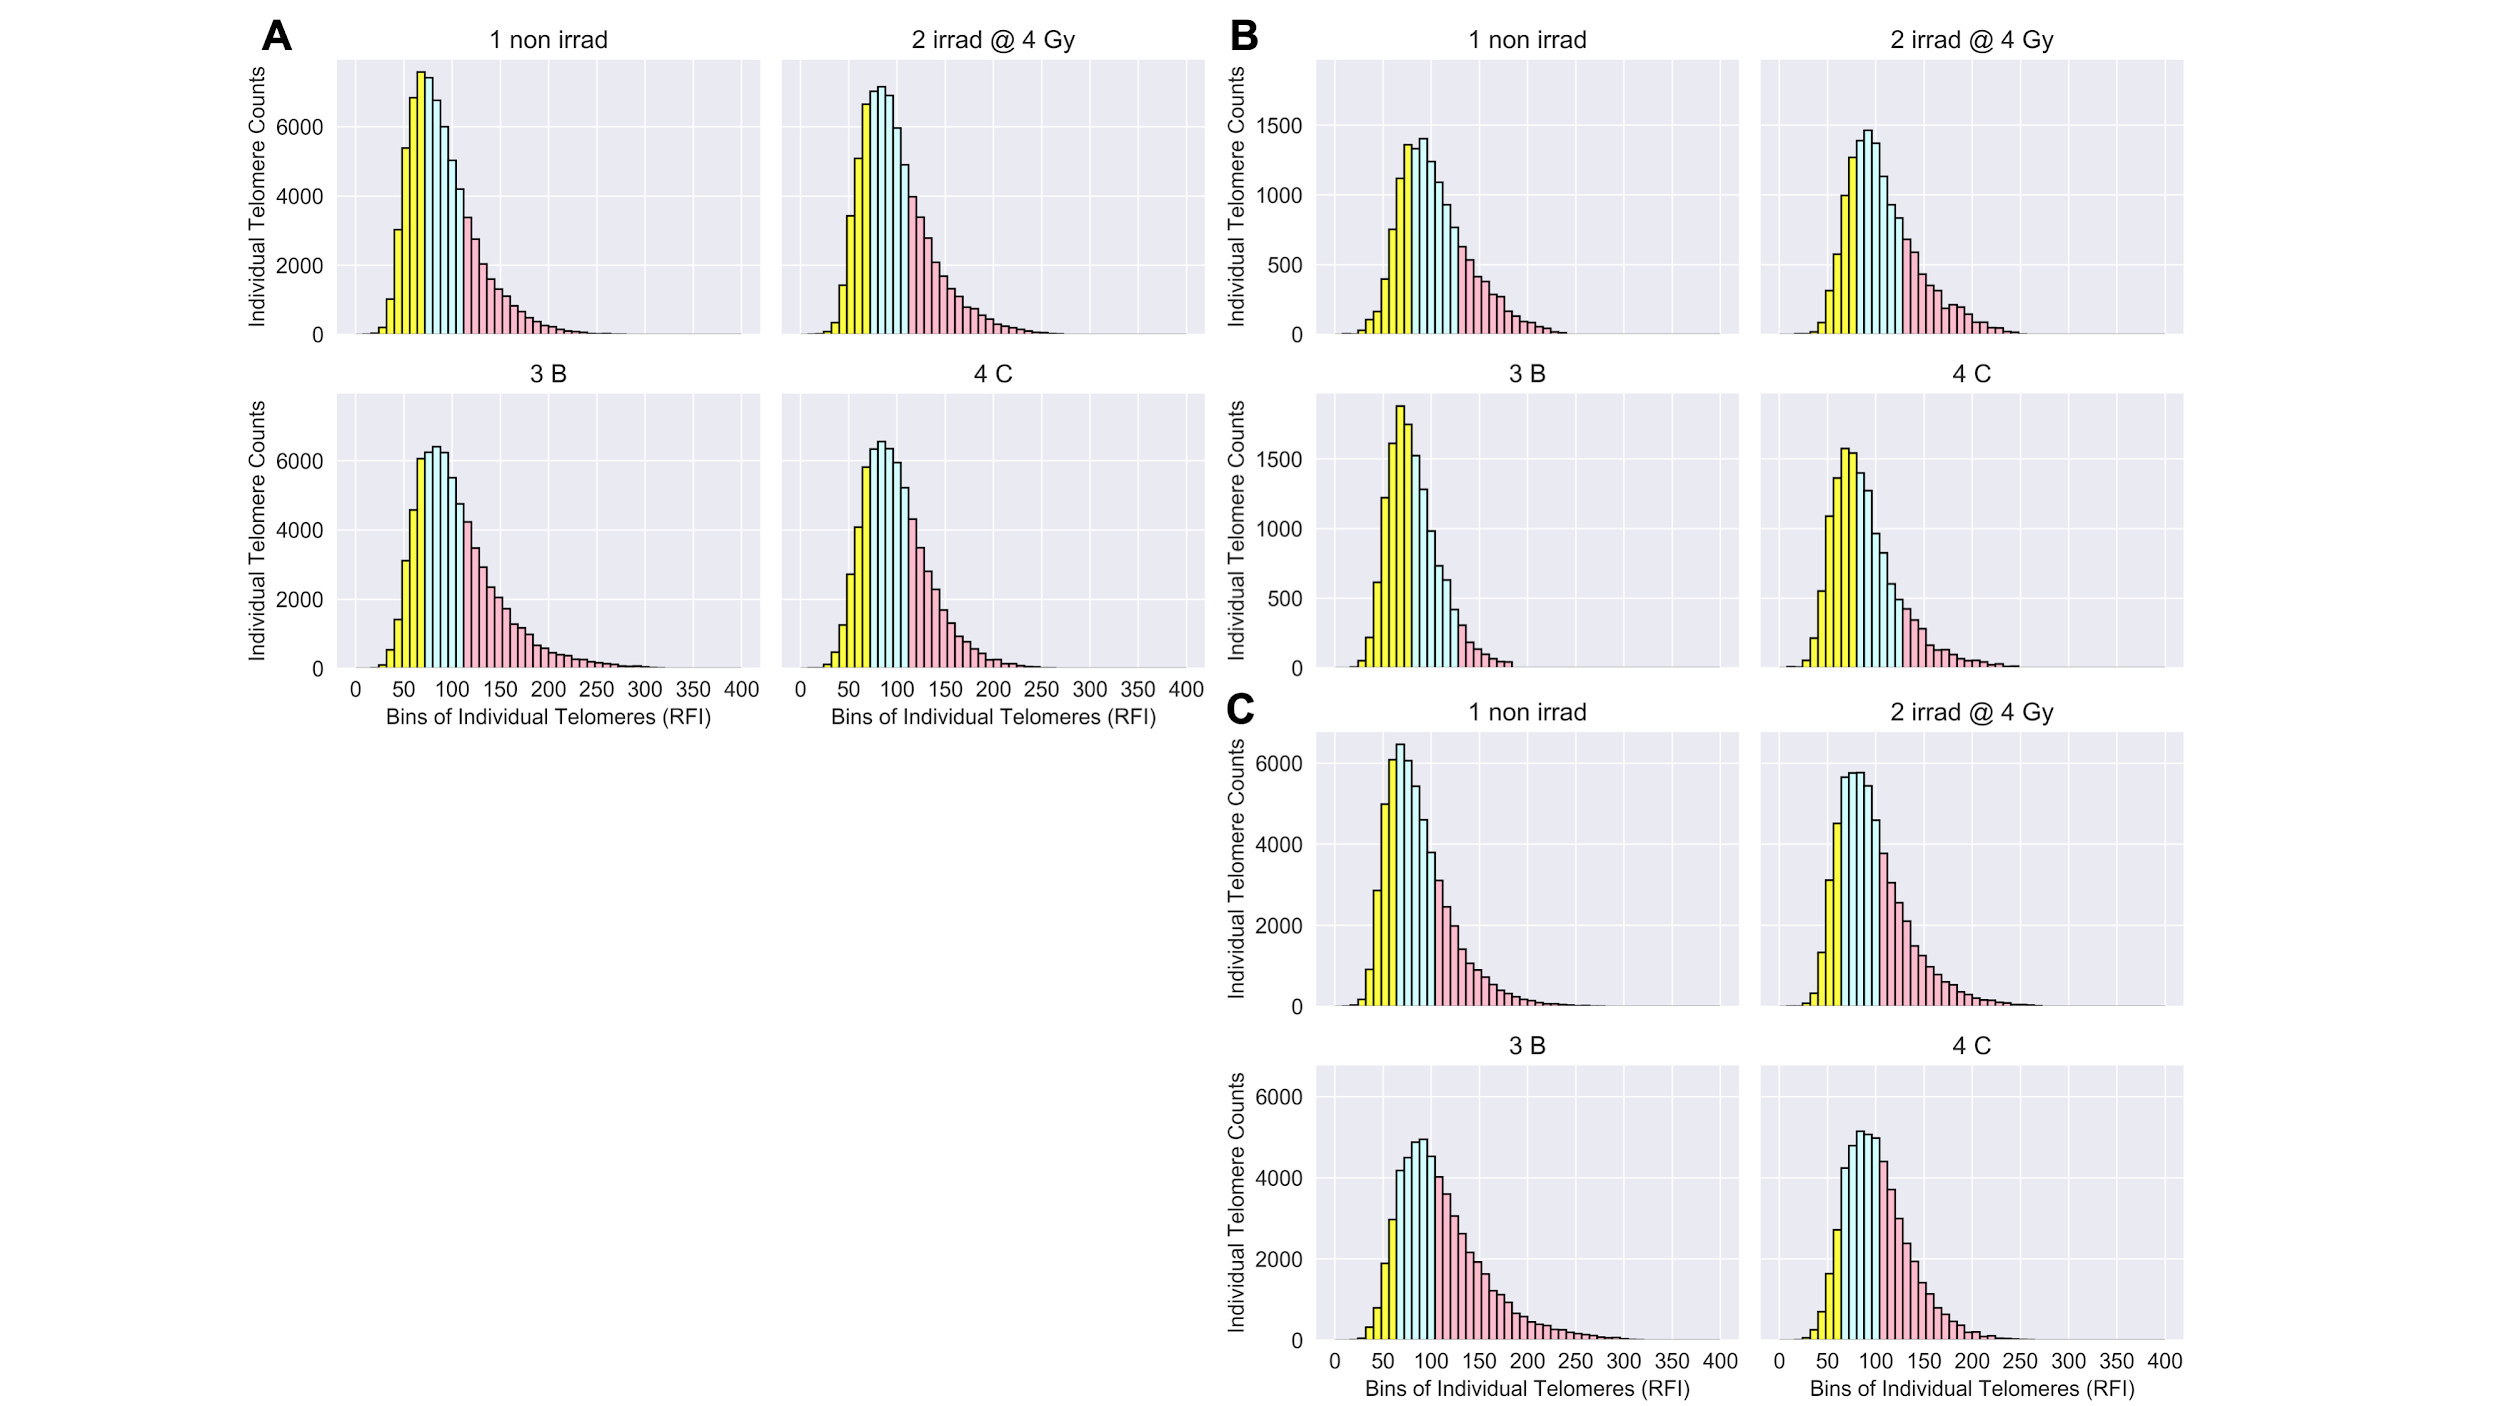 A
1 non irrad
2 irrad @ 4 Gy
Individual Telomere Counts
6000
4000
2000
0
3 B
4 C
Individual Telomere Counts
6000
4000
2000
0
0 50 100 150 200 250 300 350 400
0 50 100 150 200 250 300 350 400
Bins of Individual Telomeres (RFI)
Bins of Individual Telomeres (RFI)
B
1 non irrad
2 irrad @ 4 Gy
Individual Telomere Counts
1500
1000
500
0
3 B
4 C
Individual Telomere Counts
1500
1000
500
0
C
1 non irrad
2 irrad @ 4 Gy
Individual Telomere Counts
6000
4000
2000
0
3 B
4 C
Individual Telomere Counts
6000
4000
2000
0
0 50 100 150 200 250 300 350 400
0 50 100 150 200 250 300 350 400
Bins of Individual Telomeres (RFI)
Bins of Individual Telomeres (RFI)